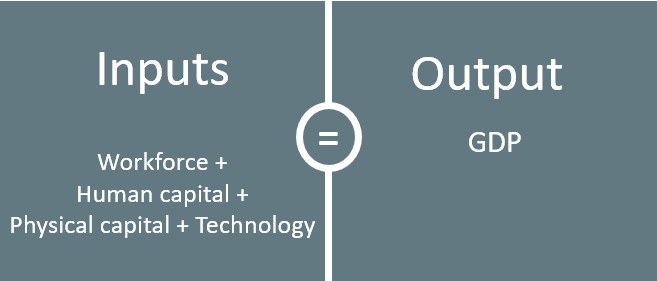 Inputs
Workforce +
Human capital +
Physical capital + Technology
=
Output
GDP